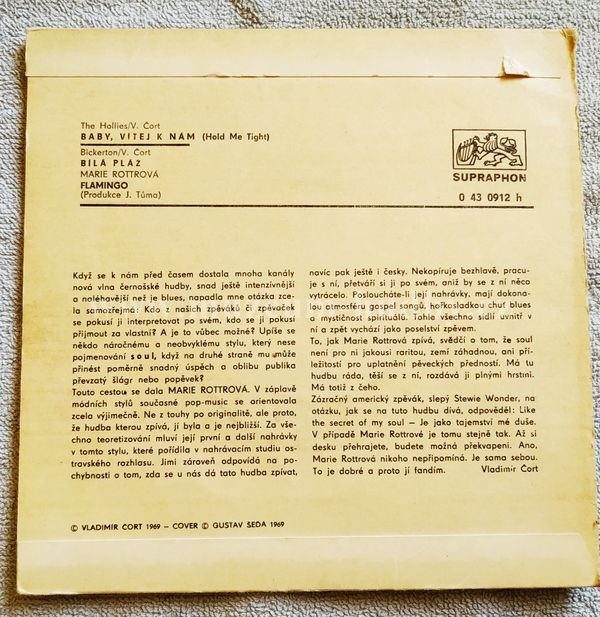 The Hollies/V. Čort
BABY, VÍTEJ K NÁM (Hold Me Tight)
Bickerton/V. Čort
BÍLÁ PLÁŽ
MARIE ROTTROVÁ
FLAMINGO
(Produkce J. Tůma)
SUPRAPHON
0 43 0912 h
Když se k nám před časem dostala mnoha kanály
nová vlna černošské hudby, snad ještě intenzívnější
a naléhavější než je blues, napadla mne otázka zce-
la samozřejmá: Kdo z našich zpěváků či zpěvaček
se pokusí ji interpretovat po svém, kdo se ji pokusí
přijmout za vlastní? A je to vůbec možné? Upíše se
někdo náročnému a neobvyklému stylu, který nese
pojmenování soul, když na druhé straně mu může
přinést poměrně snadný úspěch a oblibu publika
převzatý šlágr nebo popěvek?
Touto cestou se dala MARIE ROTTROVÁ. V záplavě
módních stylů současné pop-music se orientovala
zcela výjimečně. Ne z touhy po originalitě, ale proto,
že hudba kterou zpívá, jí byla a je nejbližší. Za vše-
chno teoretizování mluví její první a další nahrávky
v tomto stylu, které pořídila v nahrávacím studiu os-
travského rozhlasu. Jimi zároveň odpovídá na po-
chybnosti o tom, zda se u nás dá tato hudba zpívat,
navíc pak ještě i česky. Nekopíruje bezhlavě, pracu-
je s ní, přetváří si ji po svém, aniž by se z ní něco
vytrácelo. Posloucháte-li její nahrávky, mají dokona-
lou atmosféru gospel songů, hořkosladkou chuť blues
a mystičnost spirituálů. Tohle všechno sídlí uvnitř v
ní a zpět vychází jako poselství zpěvem.
To, jak Marie Rottrová zpívá, svědčí o tom, že soul
není pro ni jakousi raritou, zemí záhadnou, ani pří-
ležitostí pro uplatnění pěveckých předností. Má tu
hudbu ráda, těší se z ní, rozdává ji plnými hrstmi.
Má totiž z čeho.
Zázračný americký zpěvák, slepý Stewie Wonder, na
otázku, jak se na tuto hudbu dívá, odpověděl: Like
the secret of my soul – Je jako tajemství mé duše.
V případě Marie Rottrové je tomu stejně tak. Až si
desku přehrajete, budete možná překvapeni. Ano,
Marie Rottrová nikoho nepřipomíná. Je sama sebou.
To je dobré a proto jí fandím. Vladimír Čort
© VLADIMÍR ČORT 1969 – COVER © GUSTAV ŠEDA 1969